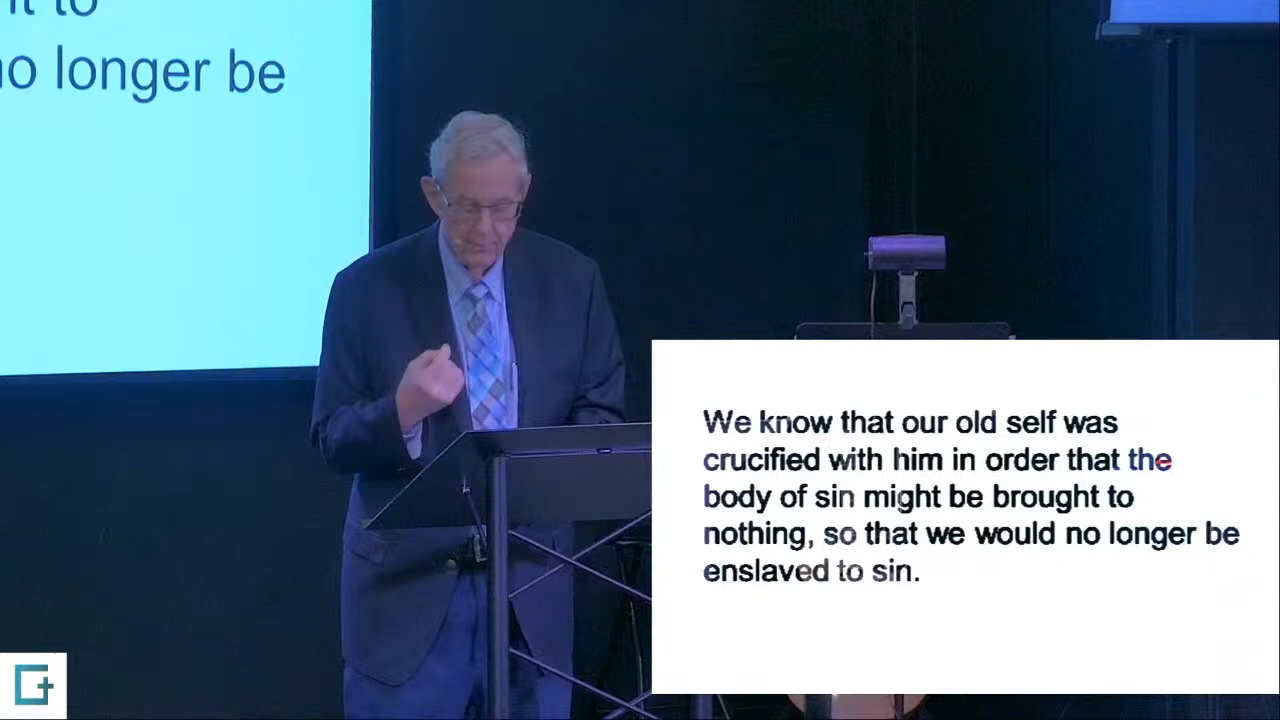 to
no longer be
We know that our old self was
crucified with him in order that the
body of sin might be brought to
nothing, so that we would no longer be
enslaved to sin.